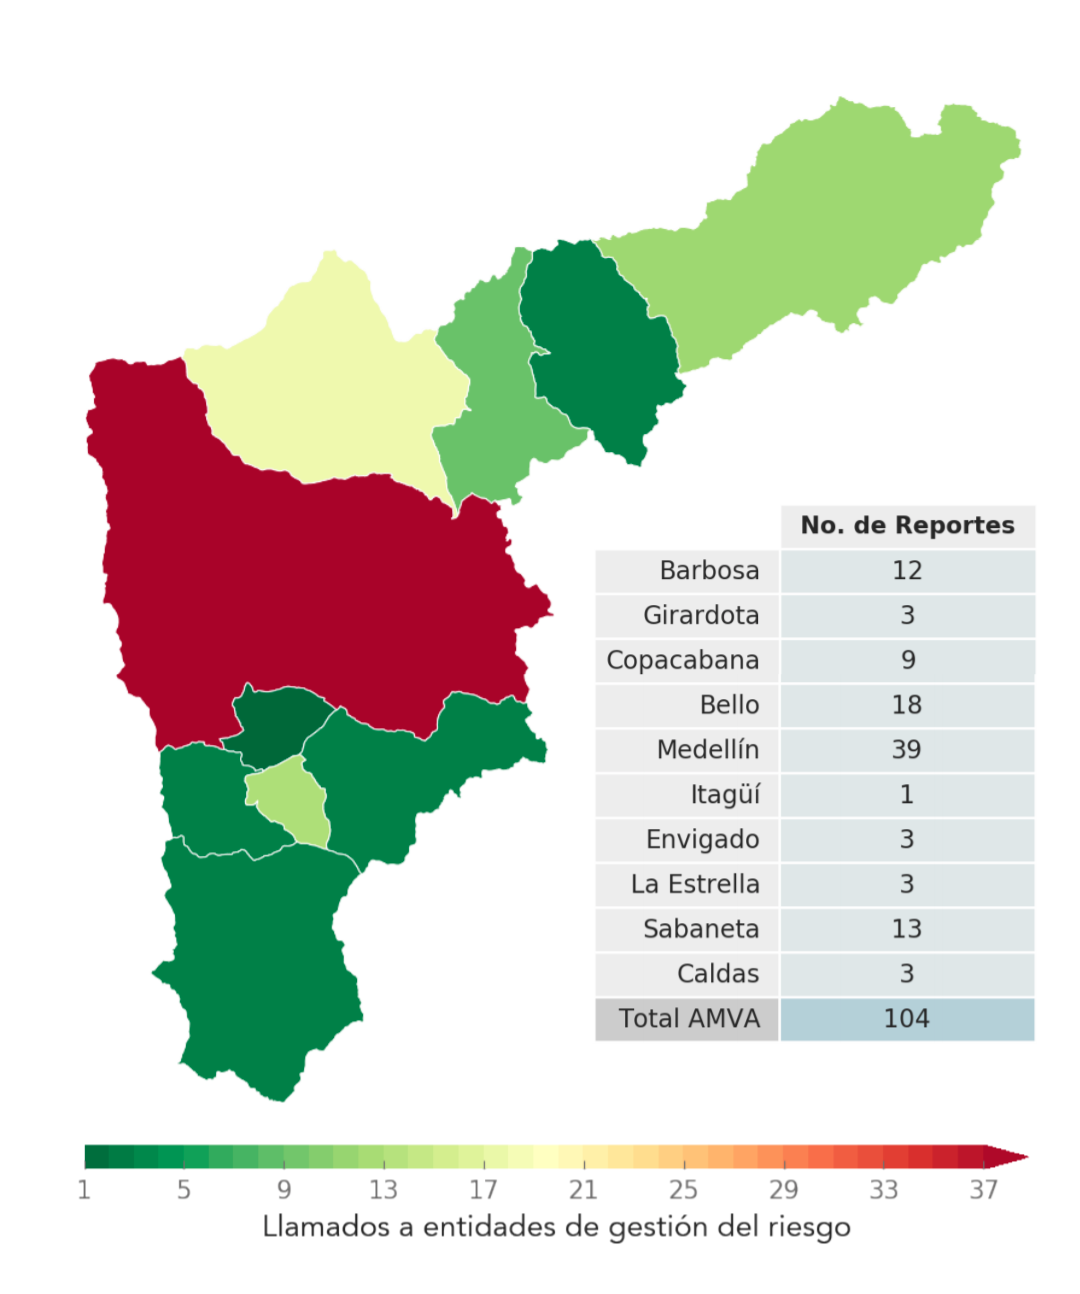 No. de Reportes
Barbosa 12
Girardota 3
Copacabana 9
Bello 18
Medellín 39
Itagüí 1
Envigado 3
La Estrella 3
Sabaneta 13
Caldas 3
Total AMVA 104
1 5 9 13 17 21 25 29 33 37
Llamados a entidades de gestión del riesgo